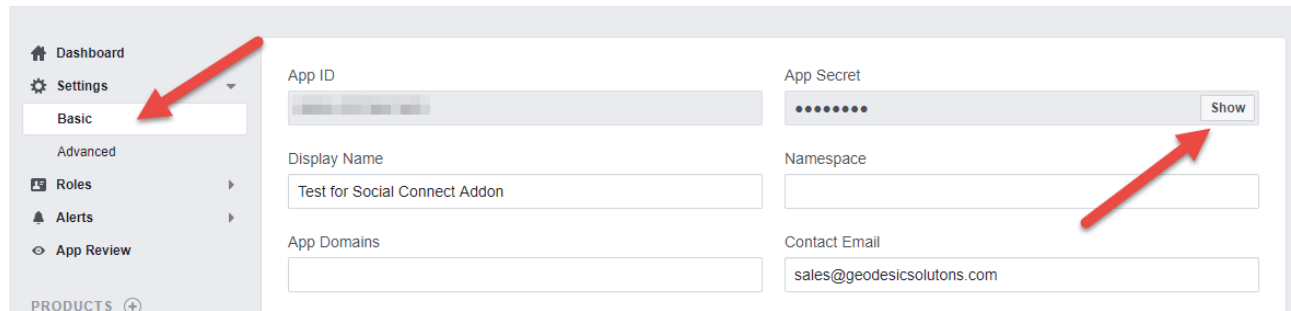 Dashboard
Settings
Basic
Advanced
Roles
Alerts
App Review
PRODUCTS
App ID
App Secret
●●●●●●●●
Show
Display Name
Namespace
Test for Social Connect Addon
App Domains
Contact Email
sales@geodesicsolutons.com